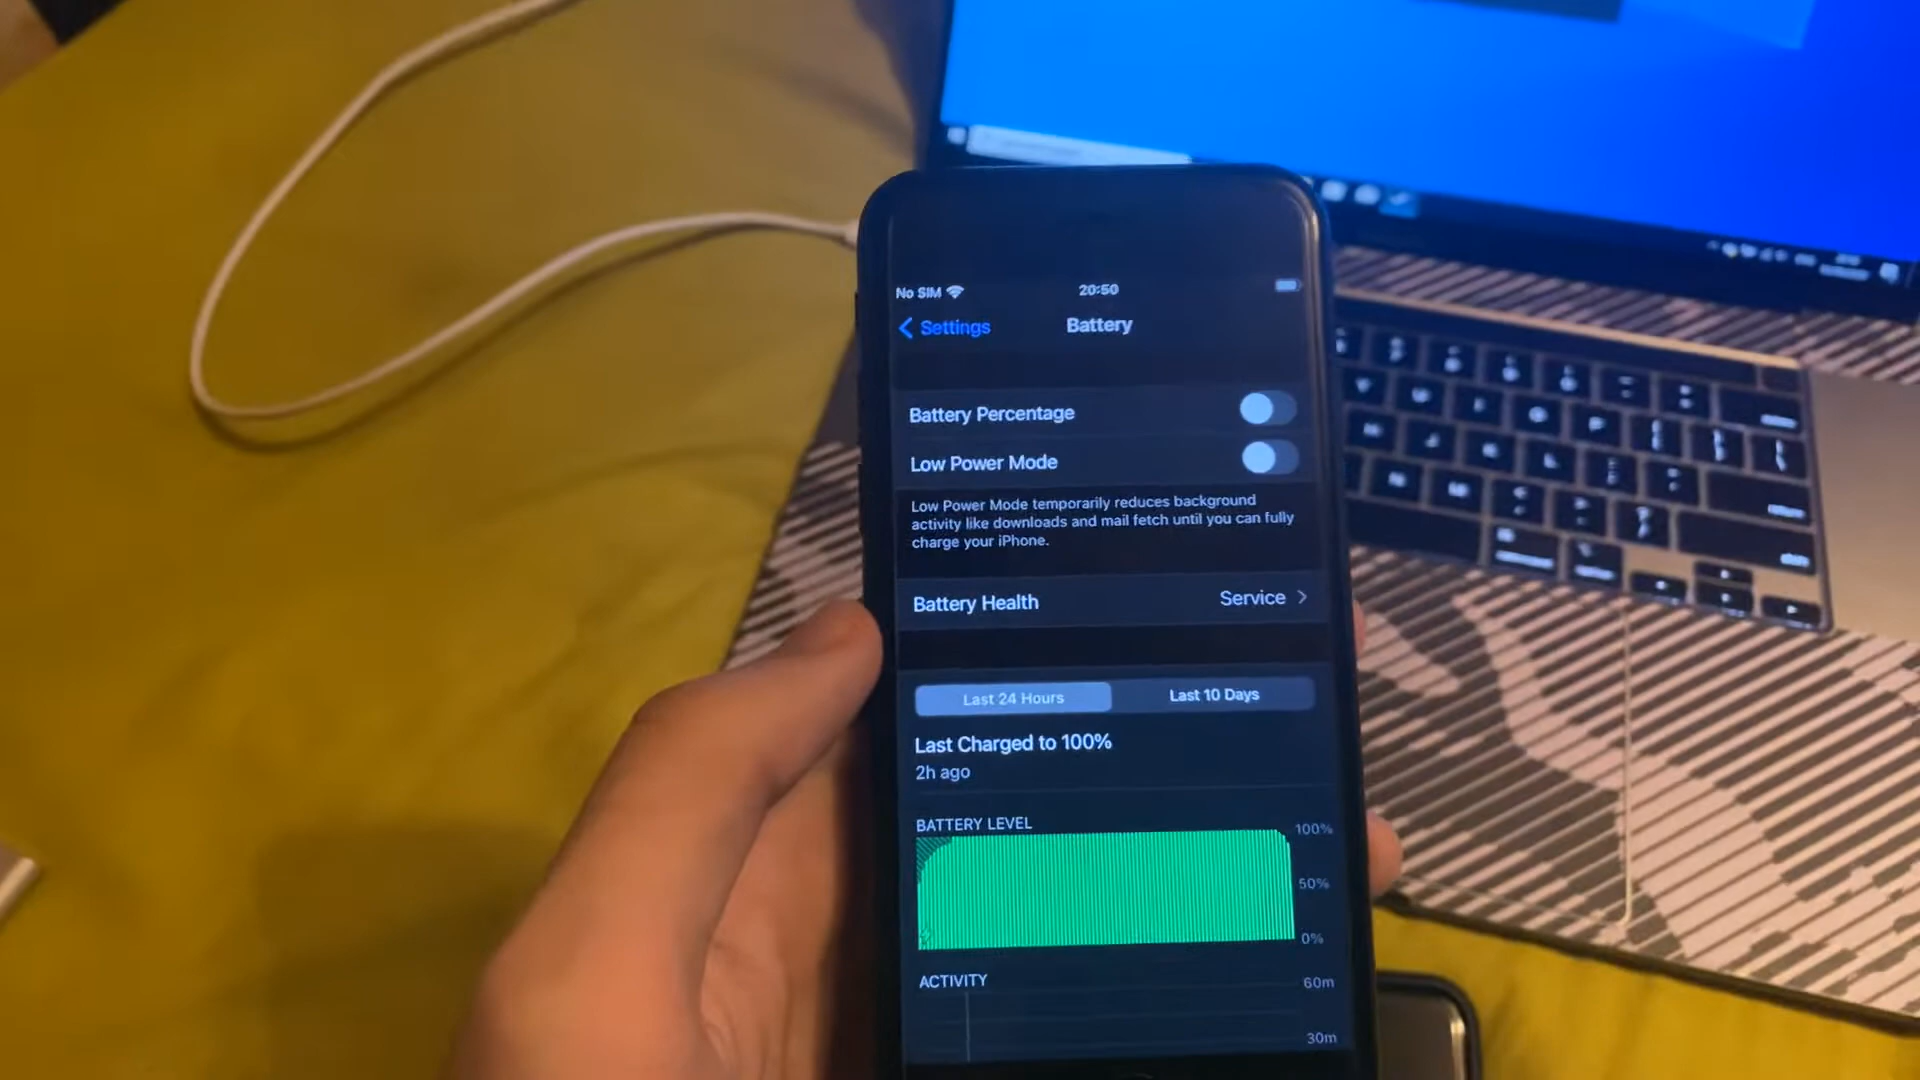 No SIM
20:50
Settings
Battery
Battery Percentage
Low Power Mode
Low Power Mode temporarily reduces background
activity like downloads and mail fetch until you can fully
charge your iPhone.
Battery Health
Service
Last 24 Hours
Last 10 Days
Last Charged to 100%
2h ago
BATTERY LEVEL
100%
50%
0%
ACTIVITY
60m
30m